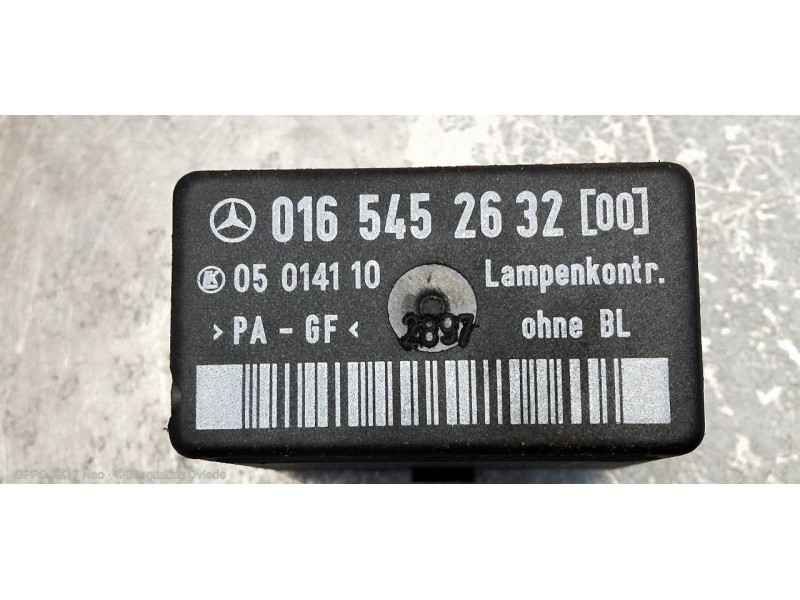 016 545 26 32 [00]
05 0141 10
Lampenkontr.
>PA-GF<
2897
ohne BL